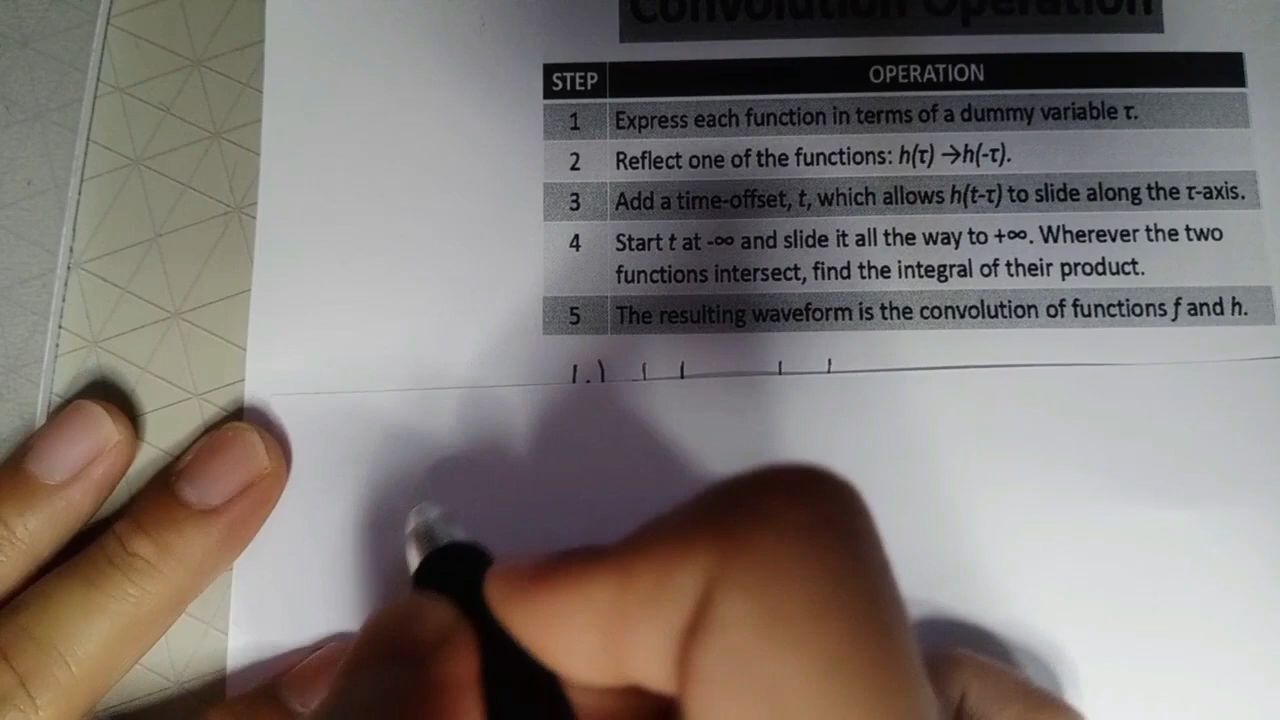 Convolution Operation
STEP OPERATION
1 Express each function in terms of a dummy variable τ.
2 Reflect one of the functions: h(τ) →h(-τ).
3 Add a time-offset, t, which allows h(t-τ) to slide along the τ-axis.
4 Start t at -∞ and slide it all the way to +∞. Wherever the two
functions intersect, find the integral of their product.
5 The resulting waveform is the convolution of functions f and h.
1.)